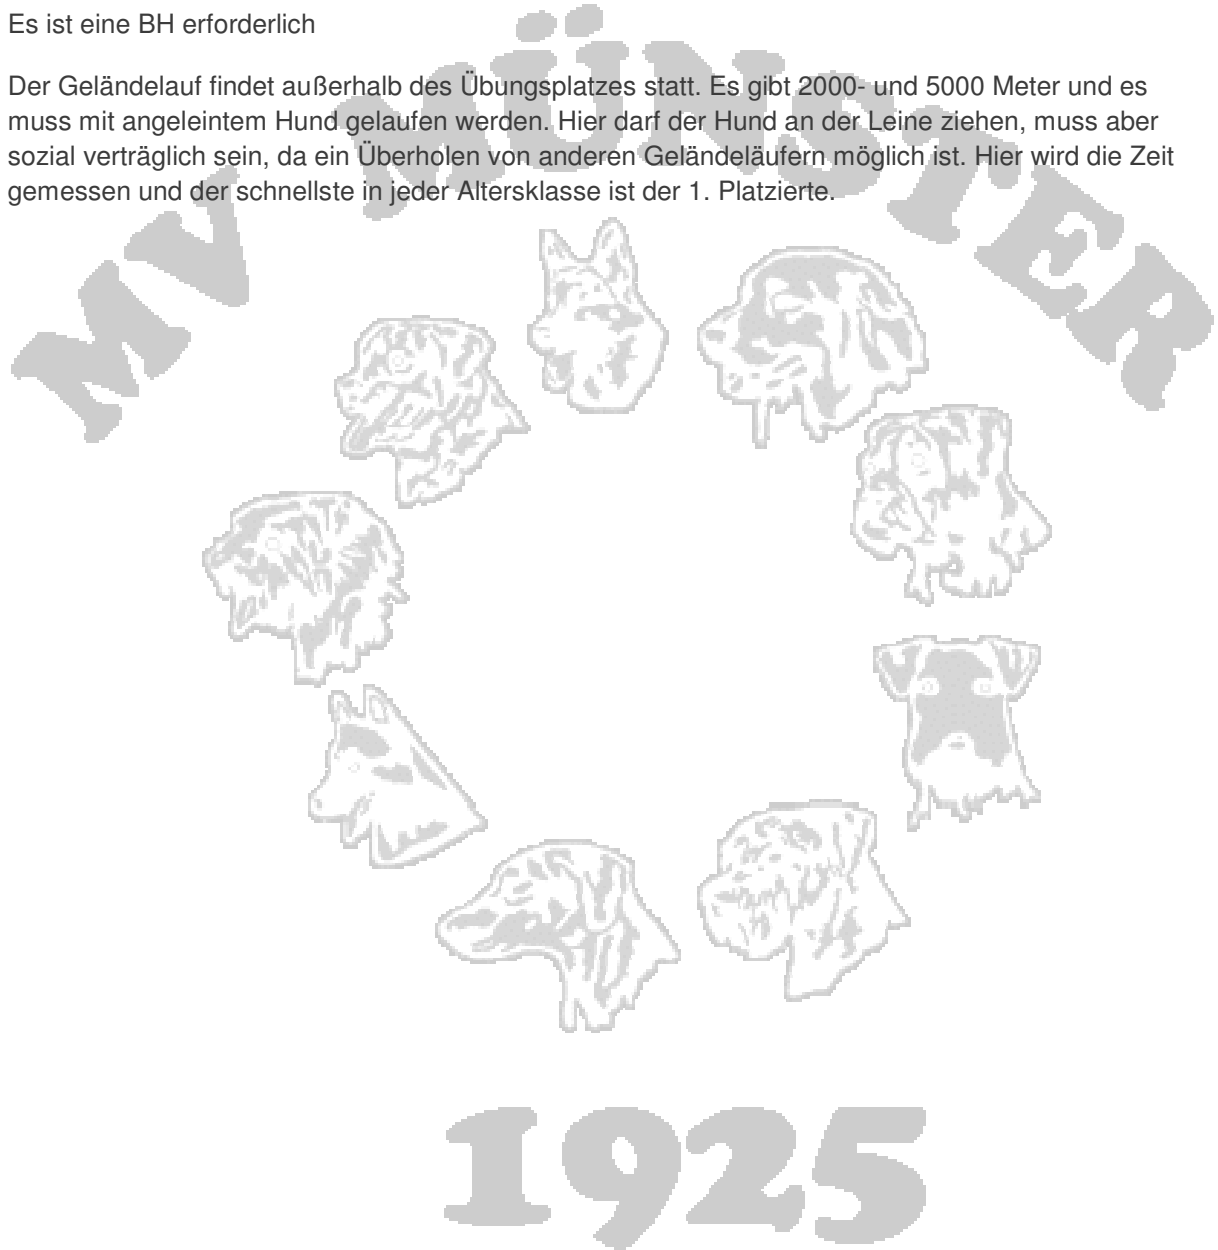 Es ist eine BH erforderlich
Der Geländelauf findet außerhalb des Übungsplatzes statt. Es gibt 2000- und 5000 Meter und es
muss mit angeleintem Hund gelaufen werden. Hier darf der Hund an der Leine ziehen, muss aber
sozial verträglich sein, da ein Überholen von anderen Geländeläufern möglich ist. Hier wird die Zeit
gemessen und der schnellste in jeder Altersklasse ist der 1. Platzierte.
MV MÜNSTER
1925